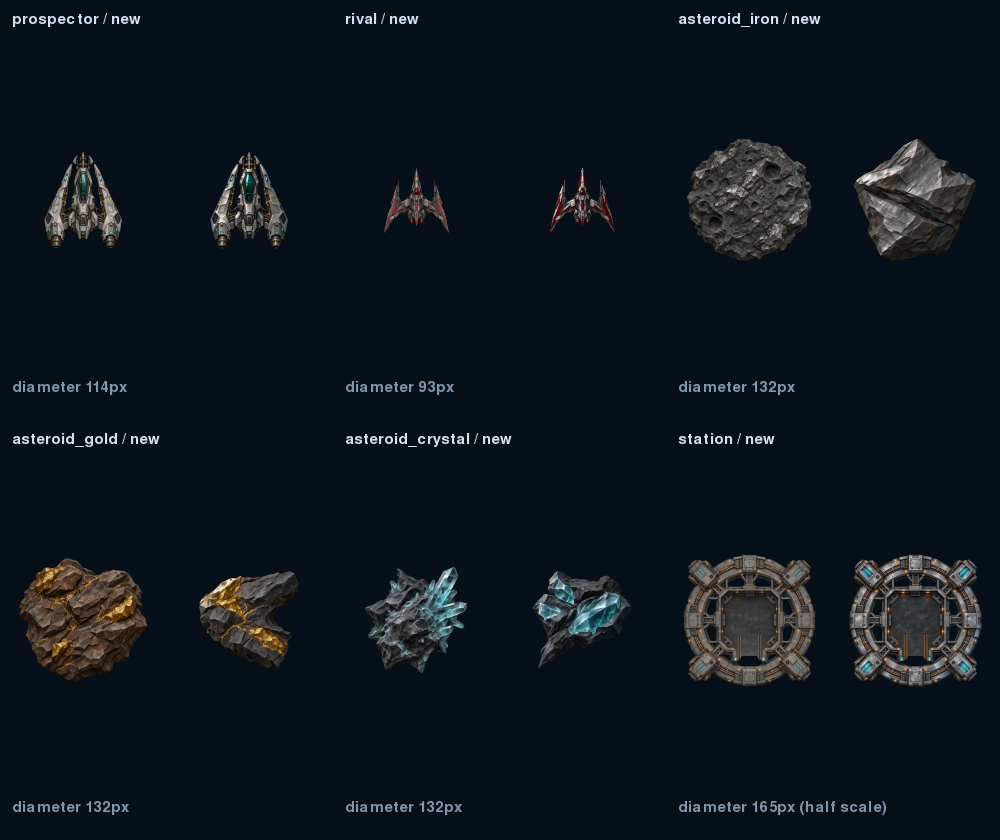 prospector / new
rival / new
asteroid_iron / new
diameter 114px
diameter 93px
diameter 132px
asteroid_gold / new
asteroid_crystal / new
station / new
diameter 132px
diameter 132px
diameter 165px (half scale)